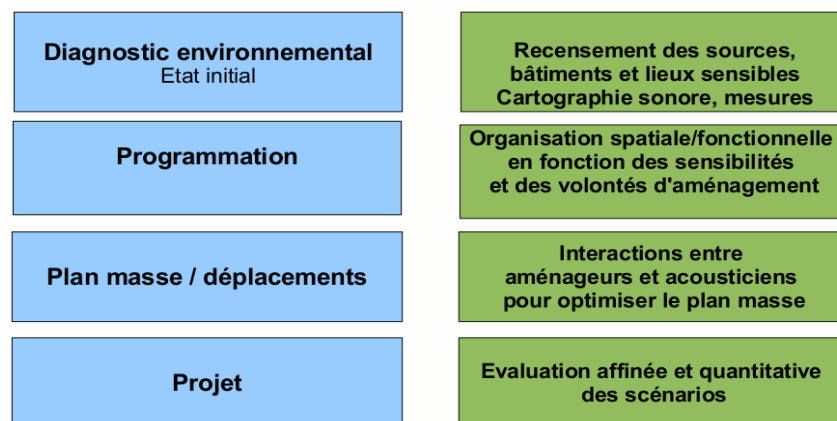 Diagnostic environnemental
Etat initial
Recensement des sources,
bâtiments et lieux sensibles
Cartographie sonore, mesures
Programmation
Organisation spatiale/fonctionnelle
en fonction des sensibilités
et des volontés d'aménagement
Plan masse / déplacements
Interactions entre
aménageurs et acousticiens
pour optimiser le plan masse
Projet
Evaluation affinée et quantitative
des scénarios